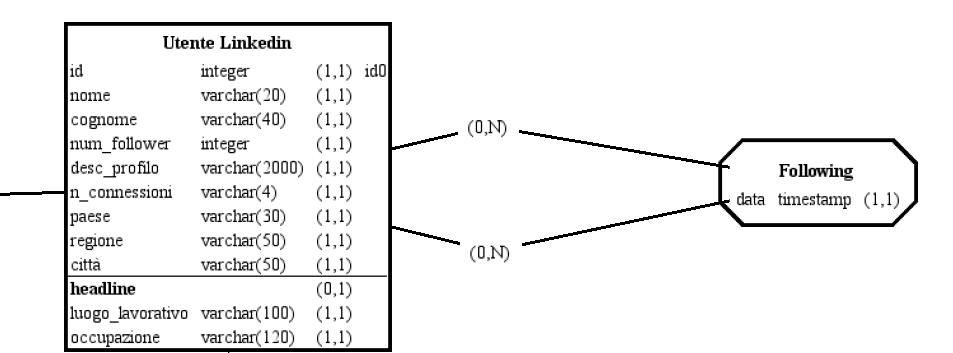 Utente Linkedin
id integer (1,1) id0
nome varchar(20) (1,1)
cognome varchar(40) (1,1)
num_follower integer (1,1)
desc_profilo varchar(2000) (1,1)
n_connessioni varchar(4) (1,1)
paese varchar(30) (1,1)
regione varchar(50) (1,1)
città varchar(50) (1,1)
headline (0,1)
luogo_lavorativo varchar(100) (1,1)
occupazione varchar(120) (1,1)
(0,N)
(0,N)
Following
data timestamp (1,1)